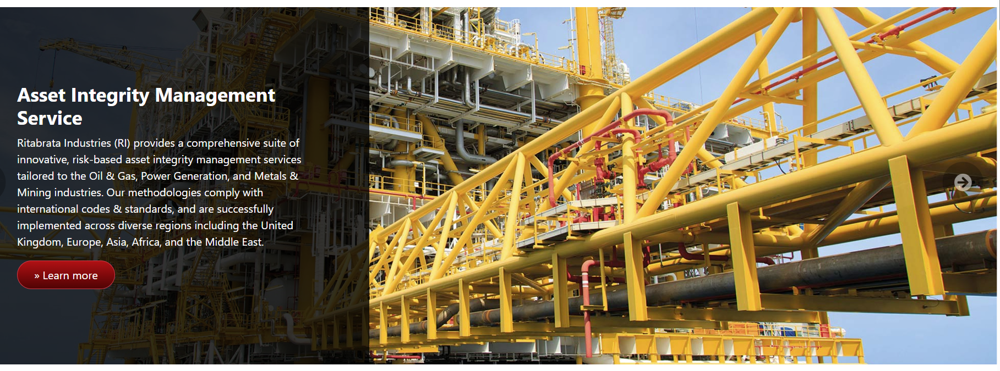 Asset Integrity Management
Service
Ritabrata Industries (RI) provides a comprehensive suite of
innovative, risk-based asset integrity management services
tailored to the Oil & Gas, Power Generation, and Metals &
Mining industries. Our methodologies comply with
international codes & standards, and are successfully
implemented across diverse regions including the United
Kingdom, Europe, Asia, Africa, and the Middle East.
» Learn more